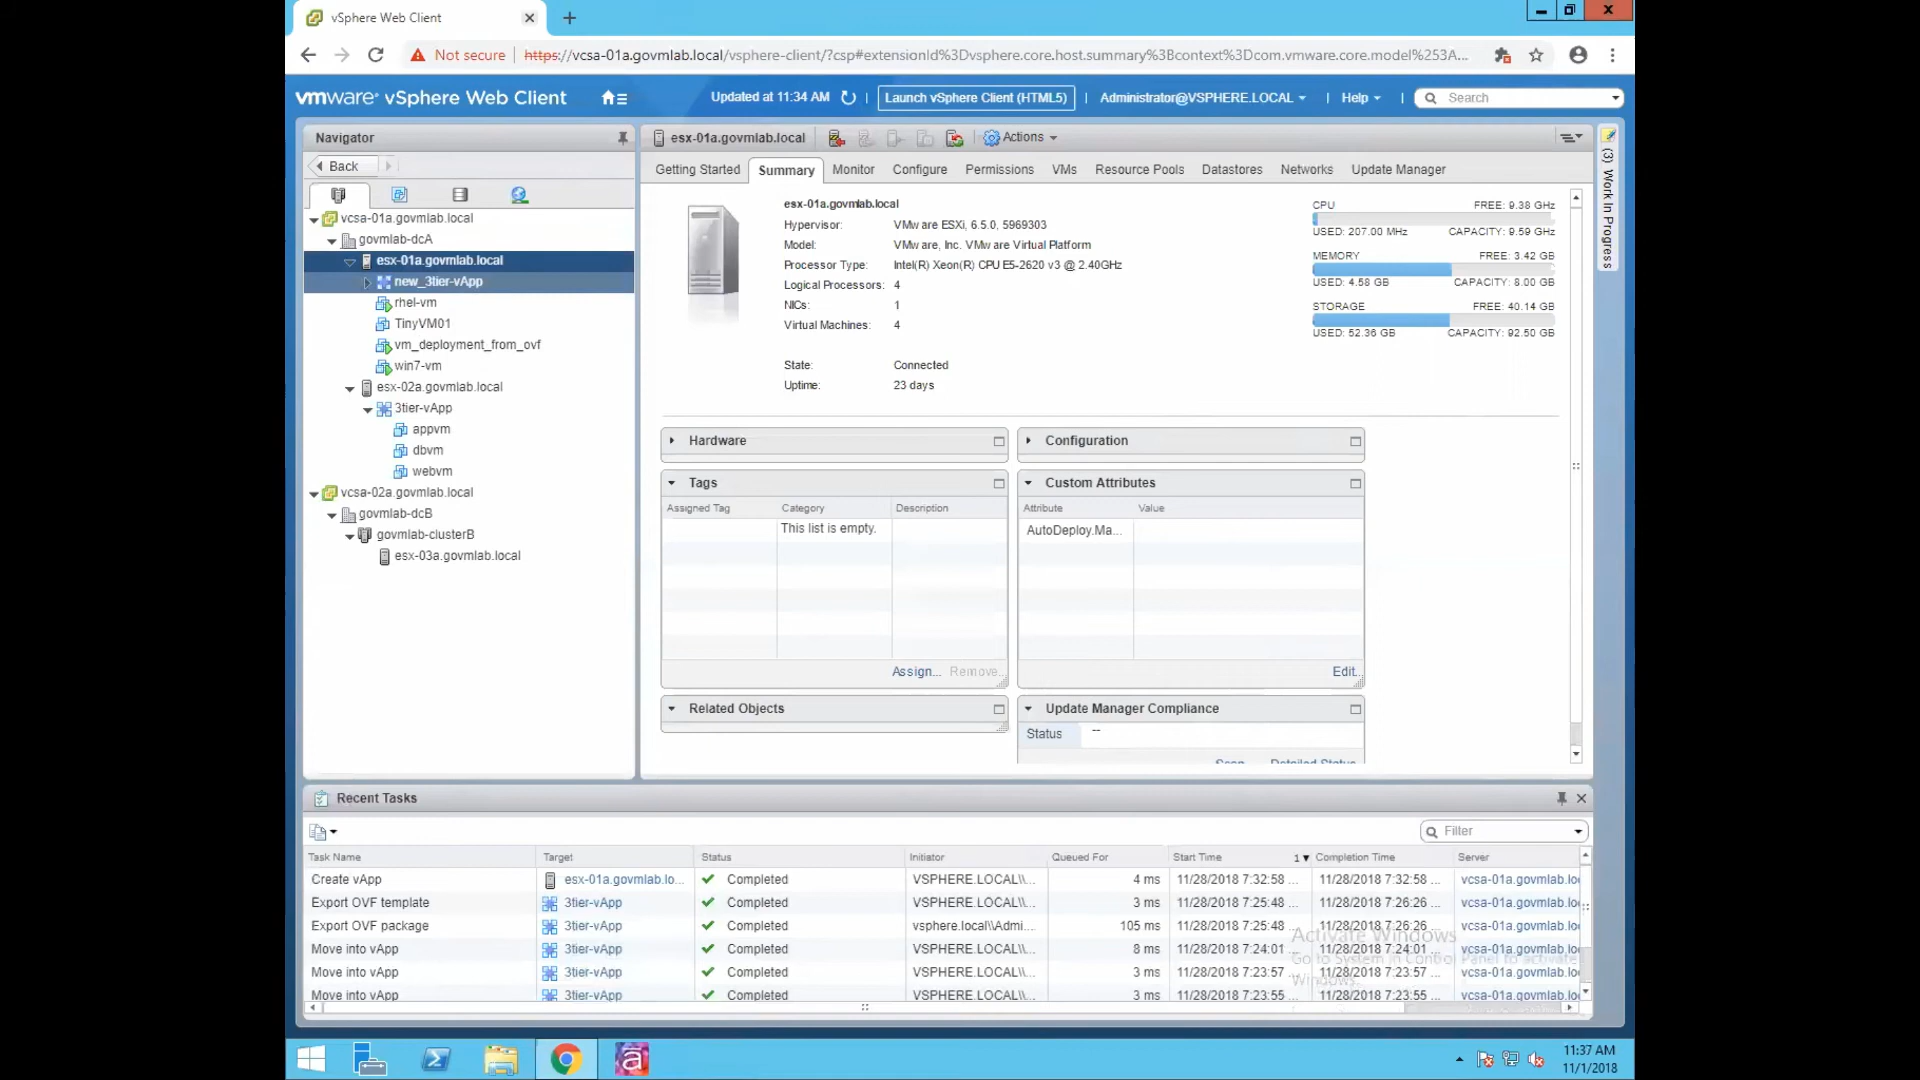 vSphere Web Client
Not secure
https://vcsa-01a.govmlab.local/vsphere-client/?csp#extensionId%3Dvsphere.core.host.summary%3Bcontext%3Dcom.vmware.core.model%253A...
vmware vSphere Web Client
Updated at 11:34 AM
Launch vSphere Client (HTML5)
Administrator@VSPHERE.LOCAL
Help
Search
Navigator
Back
vcsa-01a.govmlab.local
govmlab-dcA
esx-01a.govmlab.local
new_3tier-vApp
rhel-vm
TinyVM01
vm_deployment_from_ovf
win7-vm
esx-02a.govmlab.local
3tier-vApp
appvm
dbvm
webvm
vcsa-02a.govmlab.local
govmlab-dcB
govmlab-clusterB
esx-03a.govmlab.local
esx-01a.govmlab.local
Actions
Getting Started Summary Monitor Configure Permissions VMs Resource Pools Datastores Networks Update Manager
esx-01a.govmlab.local
Hypervisor: VMware ESXi, 6.5.0, 5969303
Model: VMware, Inc. VMware Virtual Platform
Processor Type: Intel(R) Xeon(R) CPU E5-2620 v3 @ 2.40GHz
Logical Processors: 4
NICs: 1
Virtual Machines: 4
State: Connected
Uptime: 23 days
CPU FREE: 9.38 GHz
USED: 207.00 MHz CAPACITY: 9.59 GHz
MEMORY FREE: 3.42 GB
USED: 4.58 GB CAPACITY: 8.00 GB
STORAGE FREE: 40.14 GB
USED: 52.36 GB CAPACITY: 92.50 GB
(3) Work In Progress
Hardware
Configuration
Tags
Assigned Tag Category Description
This list is empty.
Assign... Remove...
Custom Attributes
Attribute Value
AutoDeploy.Ma...
Edit...
Related Objects
Update Manager Compliance
Status --
Scan Detailed Status
Recent Tasks
Filter
Task Name Target Status Initiator Queued For Start Time 1 Completion Time Server
Create vApp esx-01a.govmlab.lo... Completed VSPHERE.LOCAL\\... 4 ms 11/28/2018 7:32:58 ... 11/28/2018 7:32:58 ... vcsa-01a.govmlab.loc
Export OVF template 3tier-vApp Completed VSPHERE.LOCAL\\... 3 ms 11/28/2018 7:25:48 ... 11/28/2018 7:26:26 ... vcsa-01a.govmlab.loc
Export OVF package 3tier-vApp Completed vsphere.local\\Admi... 105 ms 11/28/2018 7:25:48 ... 11/28/2018 7:26:26 ... vcsa-01a.govmlab.loc
Move into vApp 3tier-vApp Completed VSPHERE.LOCAL\\... 8 ms 11/28/2018 7:24:01 ... 11/28/2018 7:24:01 ... vcsa-01a.govmlab.loc
Move into vApp 3tier-vApp Completed VSPHERE.LOCAL\\... 3 ms 11/28/2018 7:23:57 ... 11/28/2018 7:23:57 ... vcsa-01a.govmlab.loc
Move into vApp 3tier-vApp Completed VSPHERE.LOCAL\\... 3 ms 11/28/2018 7:23:55 ... 11/28/2018 7:23:55 ... vcsa-01a.govmlab.loc
Activate Windows
Go to System in Control Panel to activate
Windows.
11:37 AM
11/1/2018